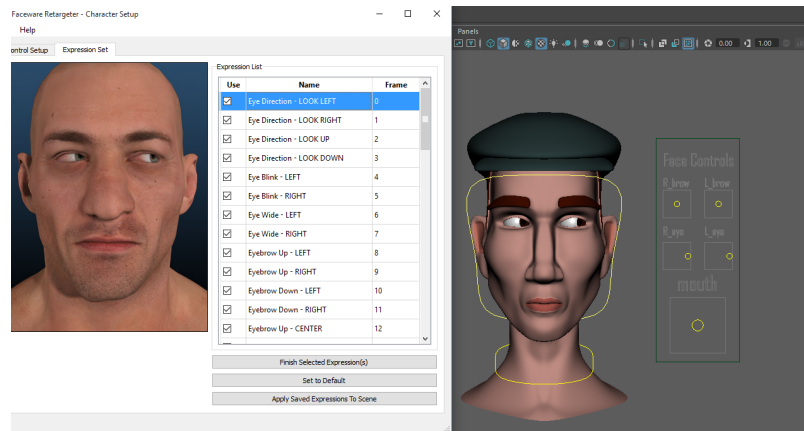 Faceware Retargeter - Character Setup
Help
ontrol Setup
Expression Set
Expression List
Use Name Frame
Eye Direction - LOOK LEFT 0
Eye Direction - LOOK RIGHT 1
Eye Direction - LOOK UP 2
Eye Direction - LOOK DOWN 3
Eye Blink - LEFT 4
Eye Blink - RIGHT 5
Eye Wide - LEFT 6
Eye Wide - RIGHT 7
Eyebrow Up - LEFT 8
Eyebrow Up - RIGHT 9
Eyebrow Down - LEFT 10
Eyebrow Down - RIGHT 11
Eyebrow Up - CENTER 12
Finish Selected Expression(s)
Set to Default
Apply Saved Expressions To Scene
Panels
0.00 1.00
Face Controls
R_brow L_brow
R_eye L_eye
mouth